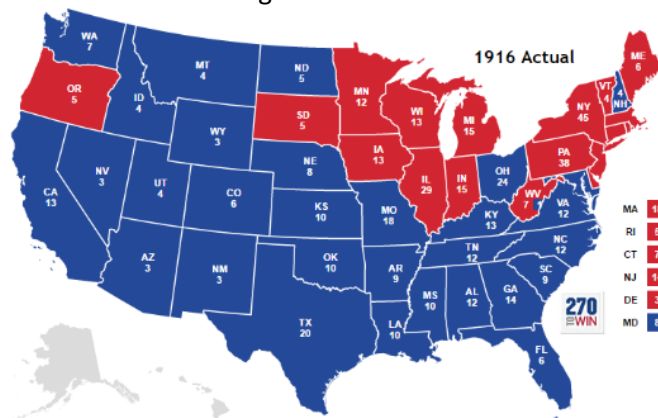 1916 Actual
WA
7
OR
5
CA
13
NV
3
ID
4
MT
4
WY
3
UT
4
CO
6
AZ
3
NM
3
ND
5
SD
5
NE
8
KS
10
OK
10
TX
20
MN
12
IA
13
MO
18
AR
9
LA
10
WI
13
IL
29
MI
15
IN
15
OH
24
KY
13
TN
12
MS
10
AL
12
GA
14
FL
6
SC
9
NC
12
VA
12
WV
7
1
PA
38
NY
45
VT
4
4
NH
ME
6
MA
RI
CT
NJ
DE
MD
270
TO
WIN